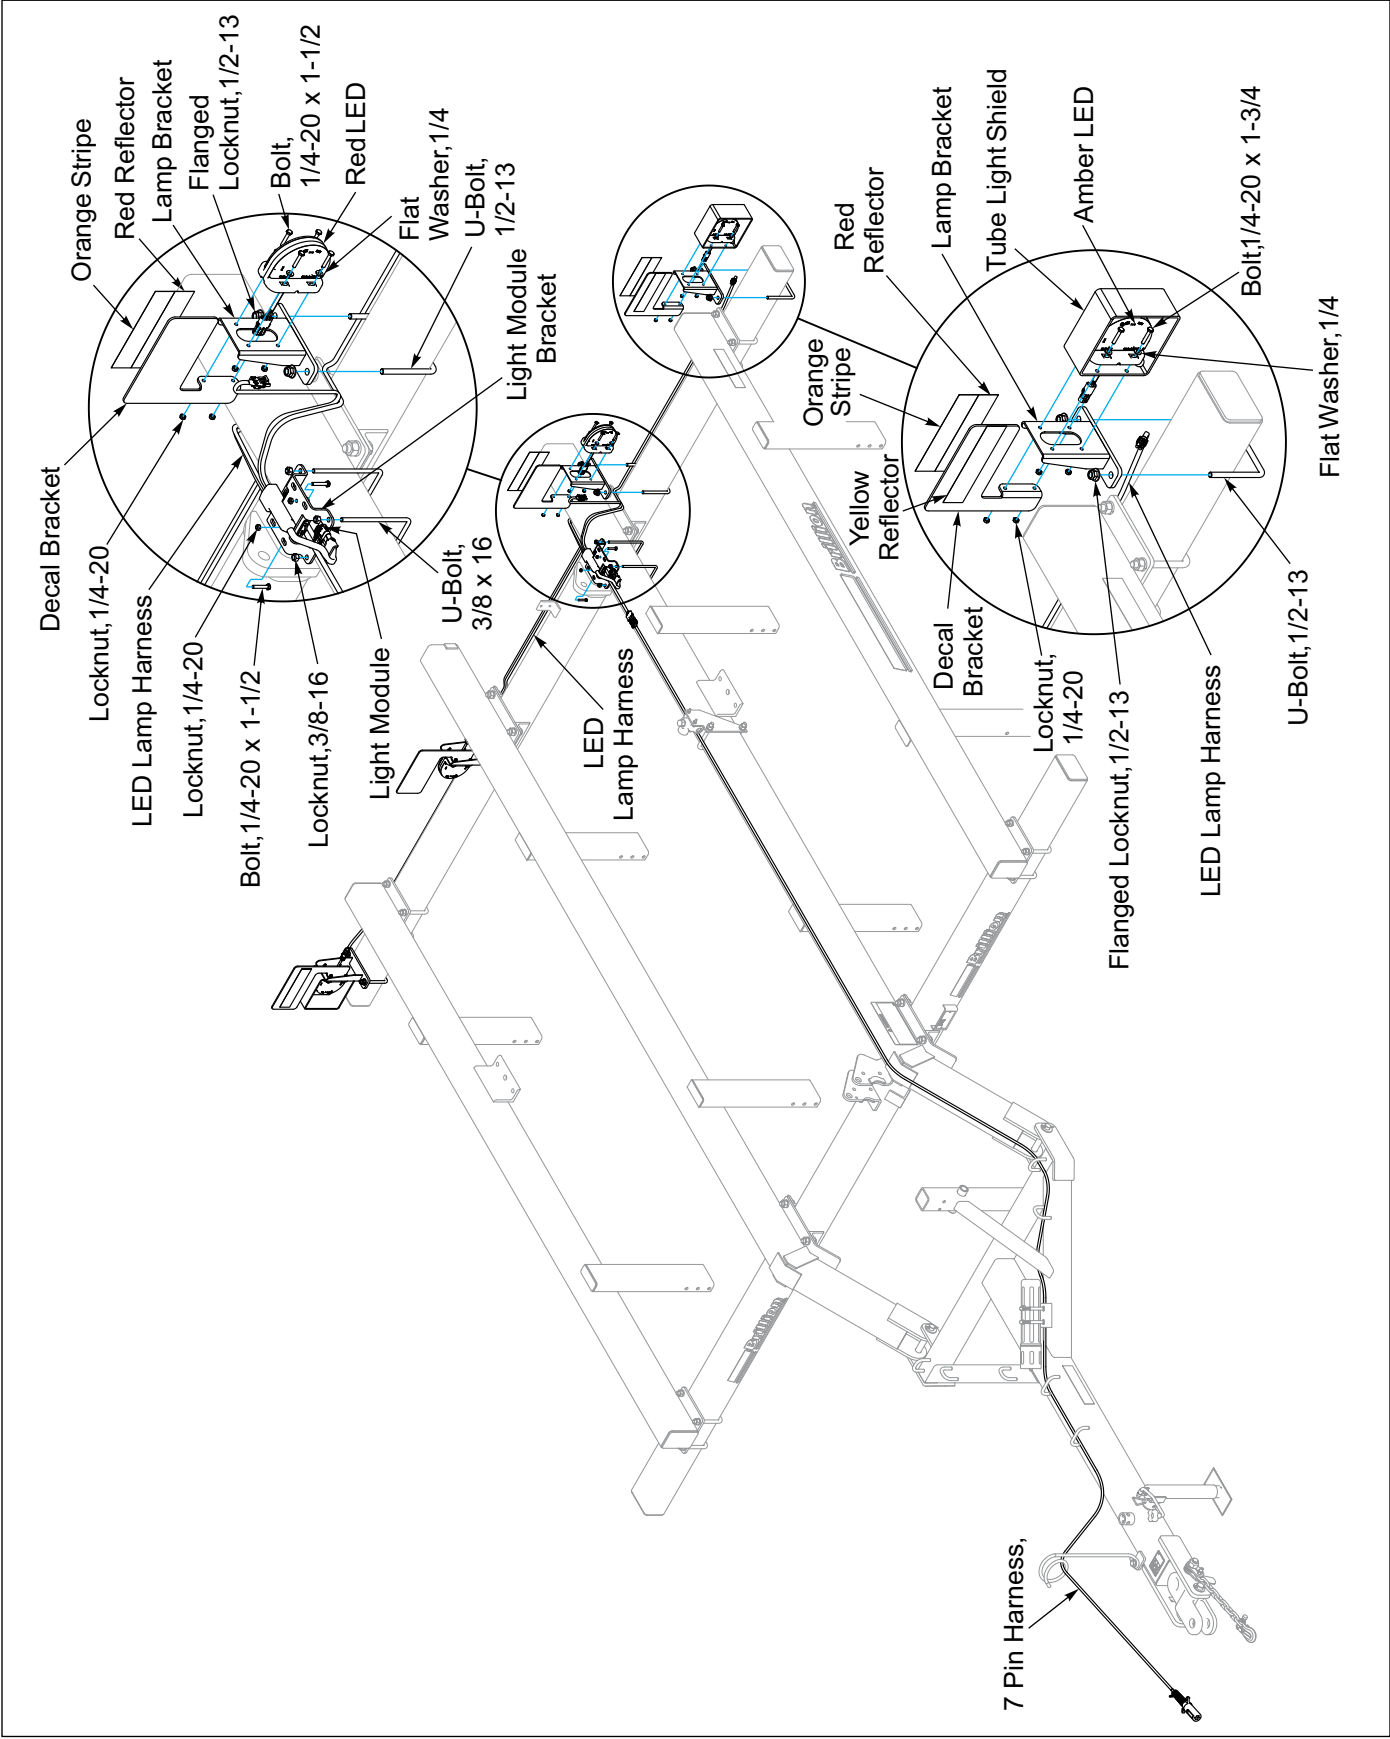 Decal Bracket
Locknut,1/4-20
LED Lamp Harness
Locknut,1/4-20
Bolt,1/4-20 x 1-1/2
Locknut,3/8-16
Light Module
U-Bolt,
3/8 x 16
Orange Stripe
Red Reflector
Lamp Bracket
Flanged
Locknut,1/2-13
Bolt,
1/4-20 x 1-1/2
Red LED
Flat
Washer,1/4
U-Bolt,
1/2-13
Light Module
Bracket
LED
Lamp Harness
Brillion
Brillion
Brillion
7 Pin Harness,
Orange
Stripe
Yellow
Reflector
Decal
Bracket
Locknut,
1/4-20
Flanged Locknut,1/2-13
LED Lamp Harness
U-Bolt,1/2-13
Red
Reflector
Lamp Bracket
Tube Light Shield
Amber LED
Bolt,1/4-20 x 1-3/4
Flat Washer,1/4